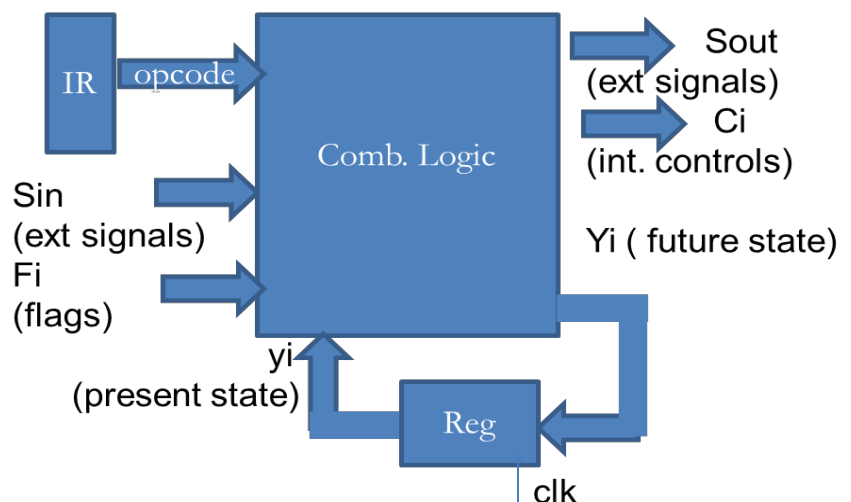 IR
opcode
Sin
(ext signals)
Fi
(flags)
Comb. Logic
Sout
(ext signals)
Ci
(int. controls)
Yi ( future state)
yi
(present state)
Reg
clk